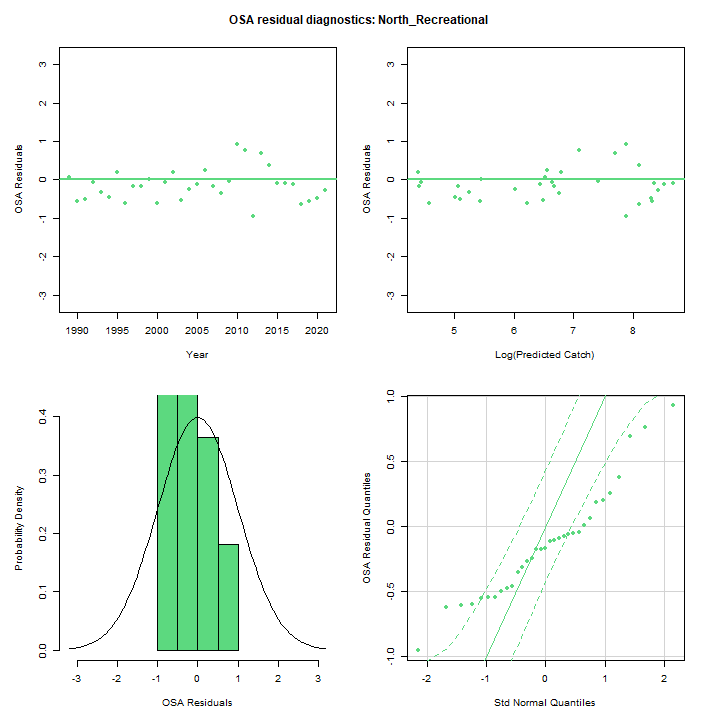 OSA residual diagnostics: North_Recreational
OSA Residuals
3
2
1
0
-1
-2
-3
1990 1995 2000 2005 2010 2015 2020
Year
OSA Residuals
3
2
1
0
-1
-2
-3
5 6 7 8
Log(Predicted Catch)
Probability Density
0.4
0.3
0.2
0.1
0.0
-3 -2 -1 0 1 2 3
OSA Residuals
OSA Residual Quantiles
1.0
0.5
0.0
-0.5
-1.0
-2 -1 0 1 2
Std Normal Quantiles